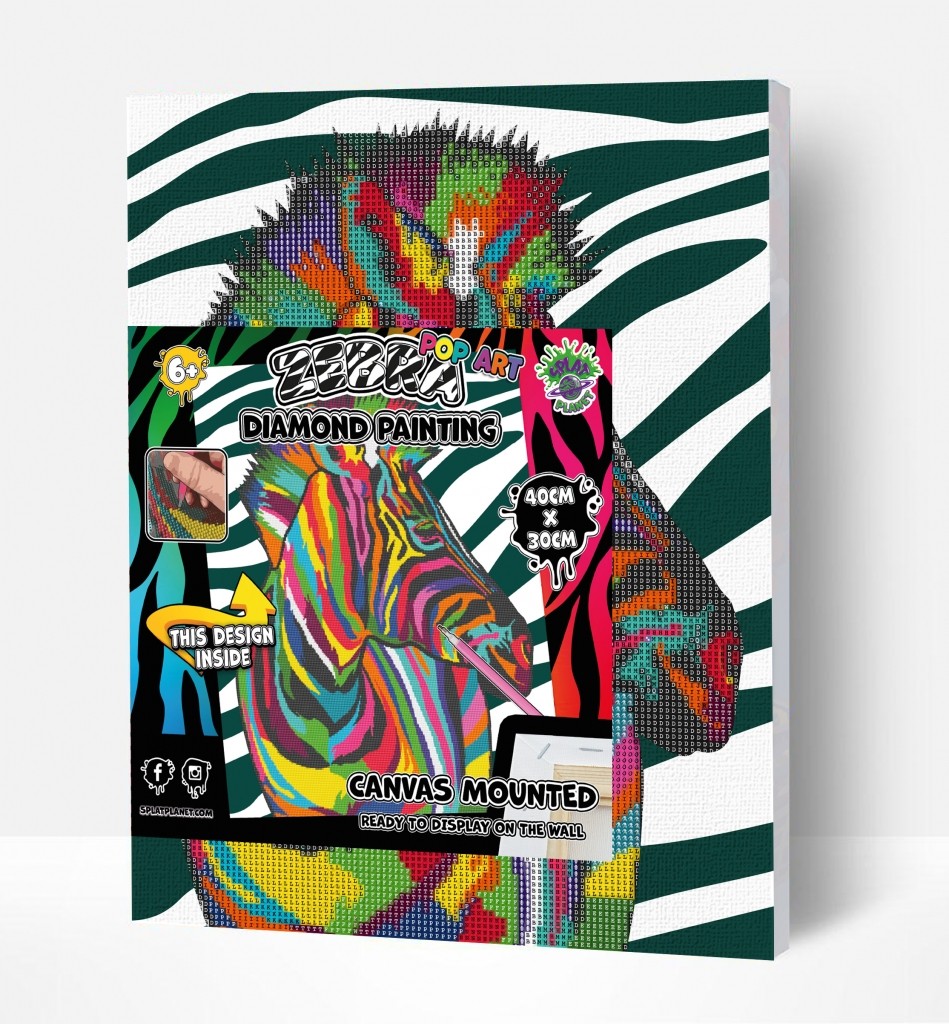 6+
ZEBRA
POP ART
SPLAT
PLANET
DIAMOND PAINTING
40CM
X
30CM
THIS DESIGN
INSIDE
CANVAS MOUNTED
READY TO DISPLAY ON THE WALL
SPLATPLANET.COM